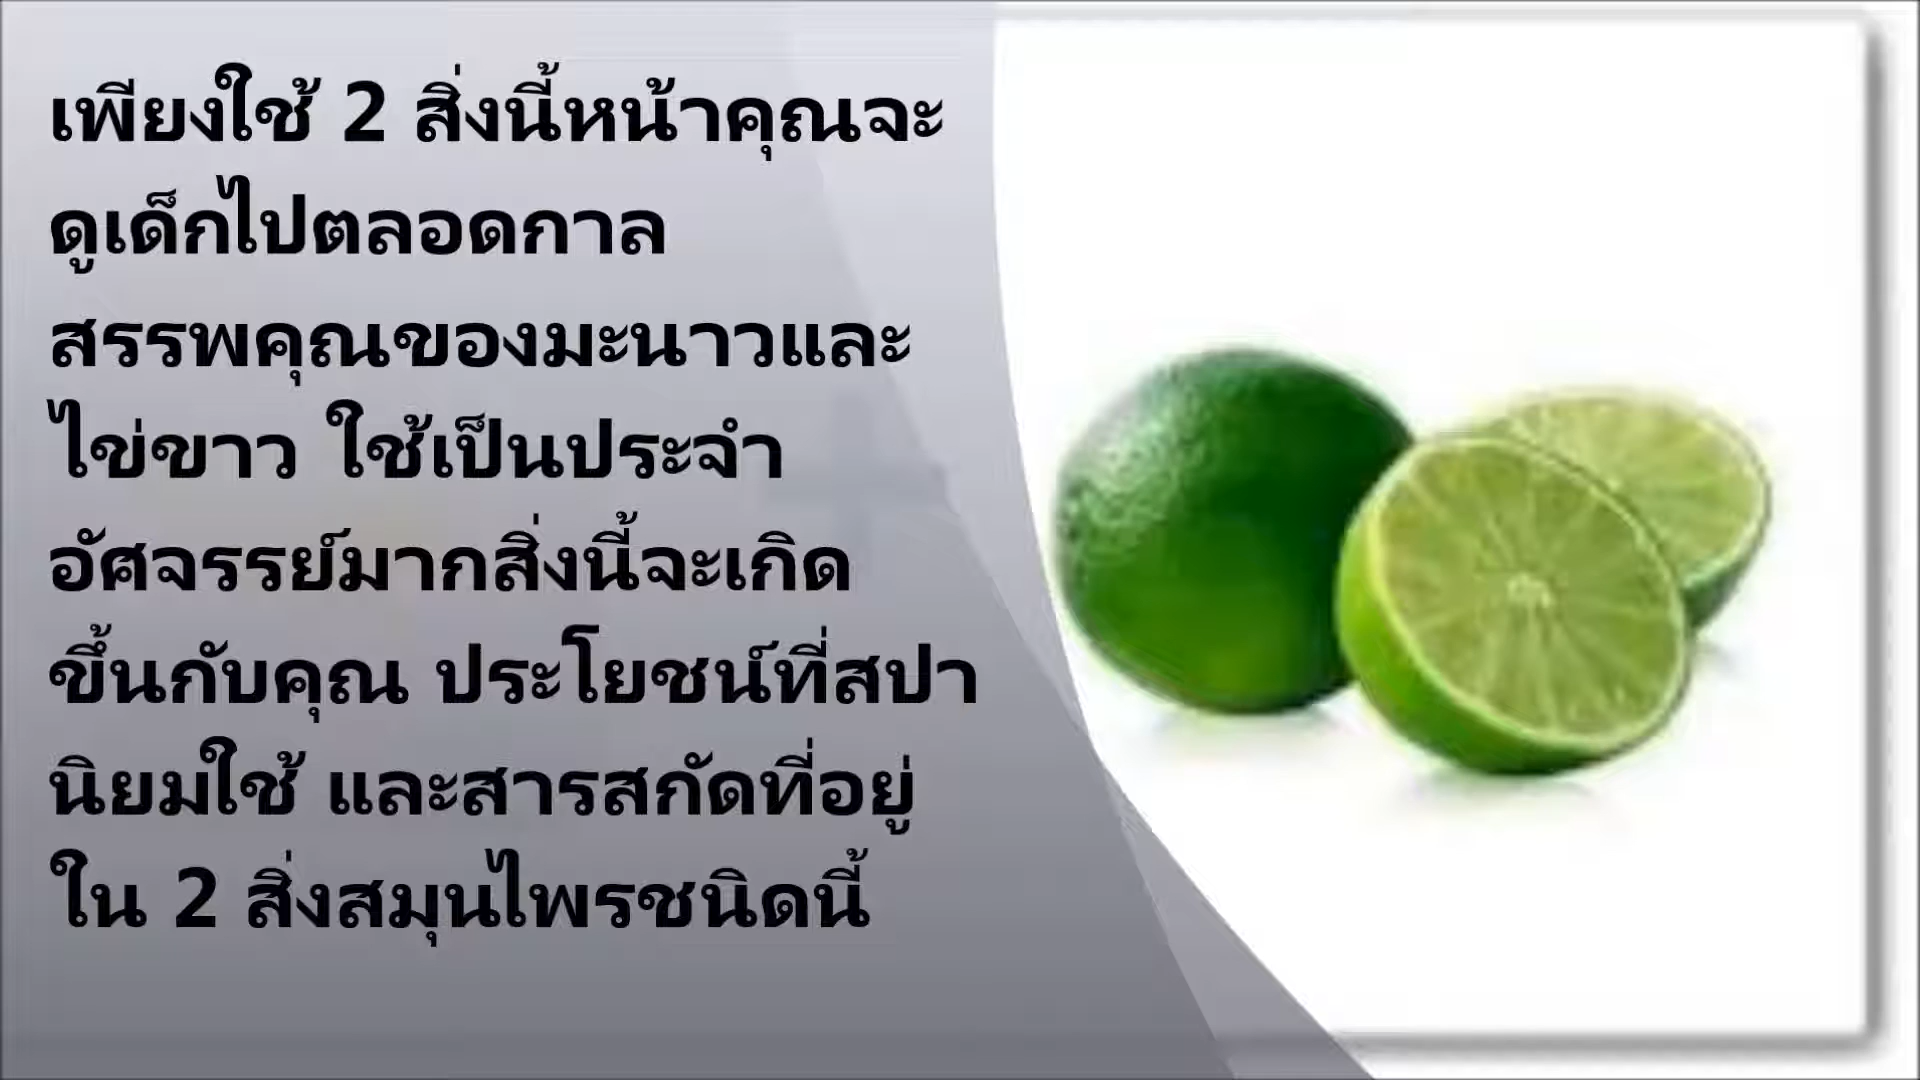 เพียงใช้ 2 สิ่งนี้หน้าคุณจะ
ดูเด็กไปตลอดกาล
สรรพคุณของมะนาวและ
ไข่ขาว ใช้เป็นประจำ
อัศจรรย์มากสิ่งนี้จะเกิด
ขึ้นกับคุณ ประโยชน์ที่สปา
นิยมใช้ และสารสกัดที่อยู่
ใน 2 สิ่งสมุนไพรชนิดนี้